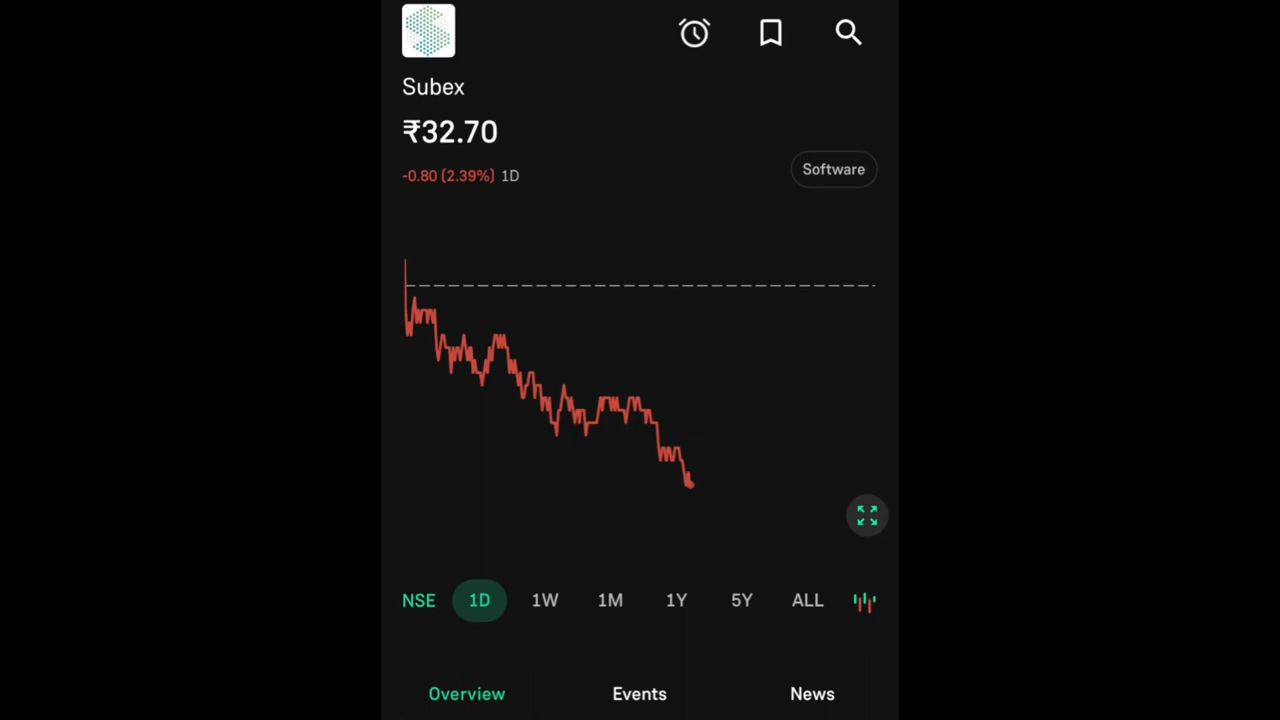 Subex
₹32.70
-0.80 (2.39%) 1D
Software
NSE 1D 1W 1M 1Y 5Y ALL
Overview Events News